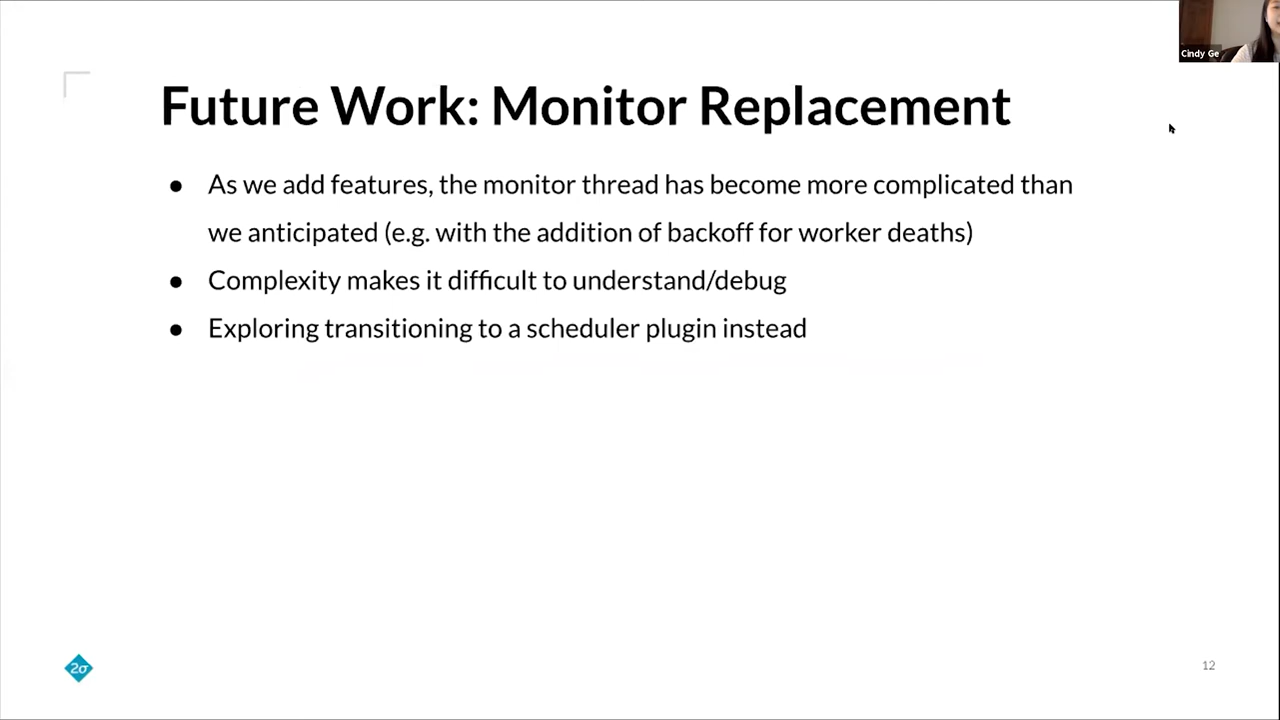 Cindy Ge
Future Work: Monitor Replacement
● As we add features, the monitor thread has become more complicated than
we anticipated (e.g. with the addition of backoff for worker deaths)
● Complexity makes it difficult to understand/debug
● Exploring transitioning to a scheduler plugin instead
2σ
12